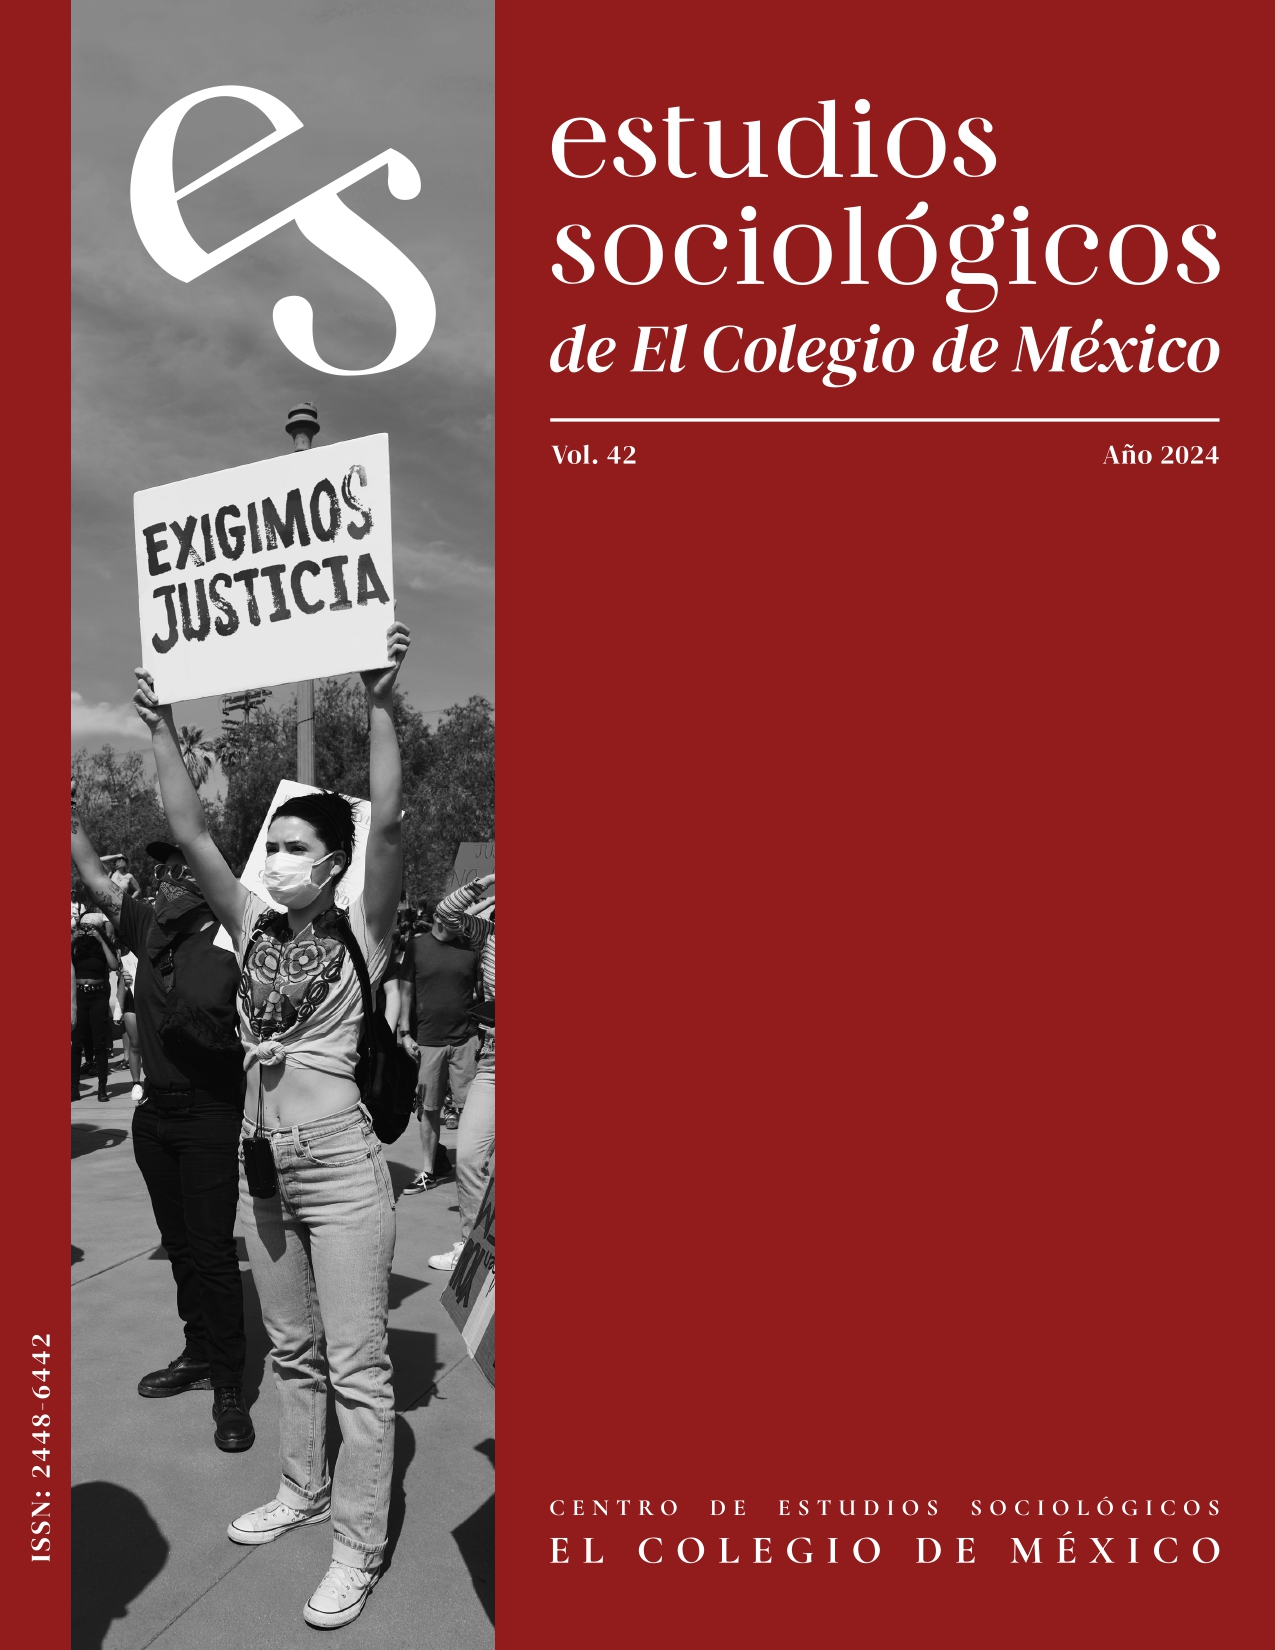 es
estudios
sociológicos
de El Colegio de México
Vol. 42
Año 2024
EXIGIMOS
JUSTICIA
ISSN: 2448-6442
CENTRO DE ESTUDIOS SOCIOLÓGICOS
EL COLEGIO DE MÉXICO